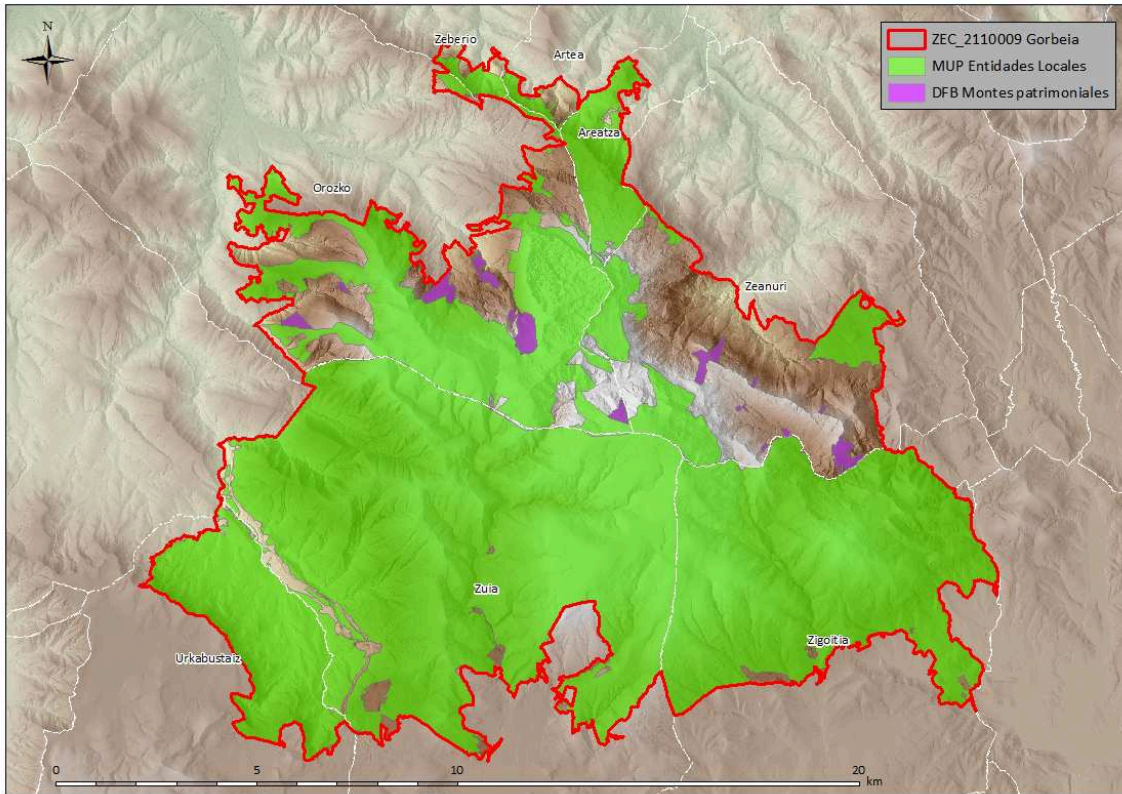 N
Zeberio
Artea
ZEC_2110009 Gorbeia
MUP Entidades Locales
DFB Montes patrimoniales
Areatza
Orozko
Zeanuri
Zuia
Zigoitia
Urkabustaiz
0 5 10 20
km